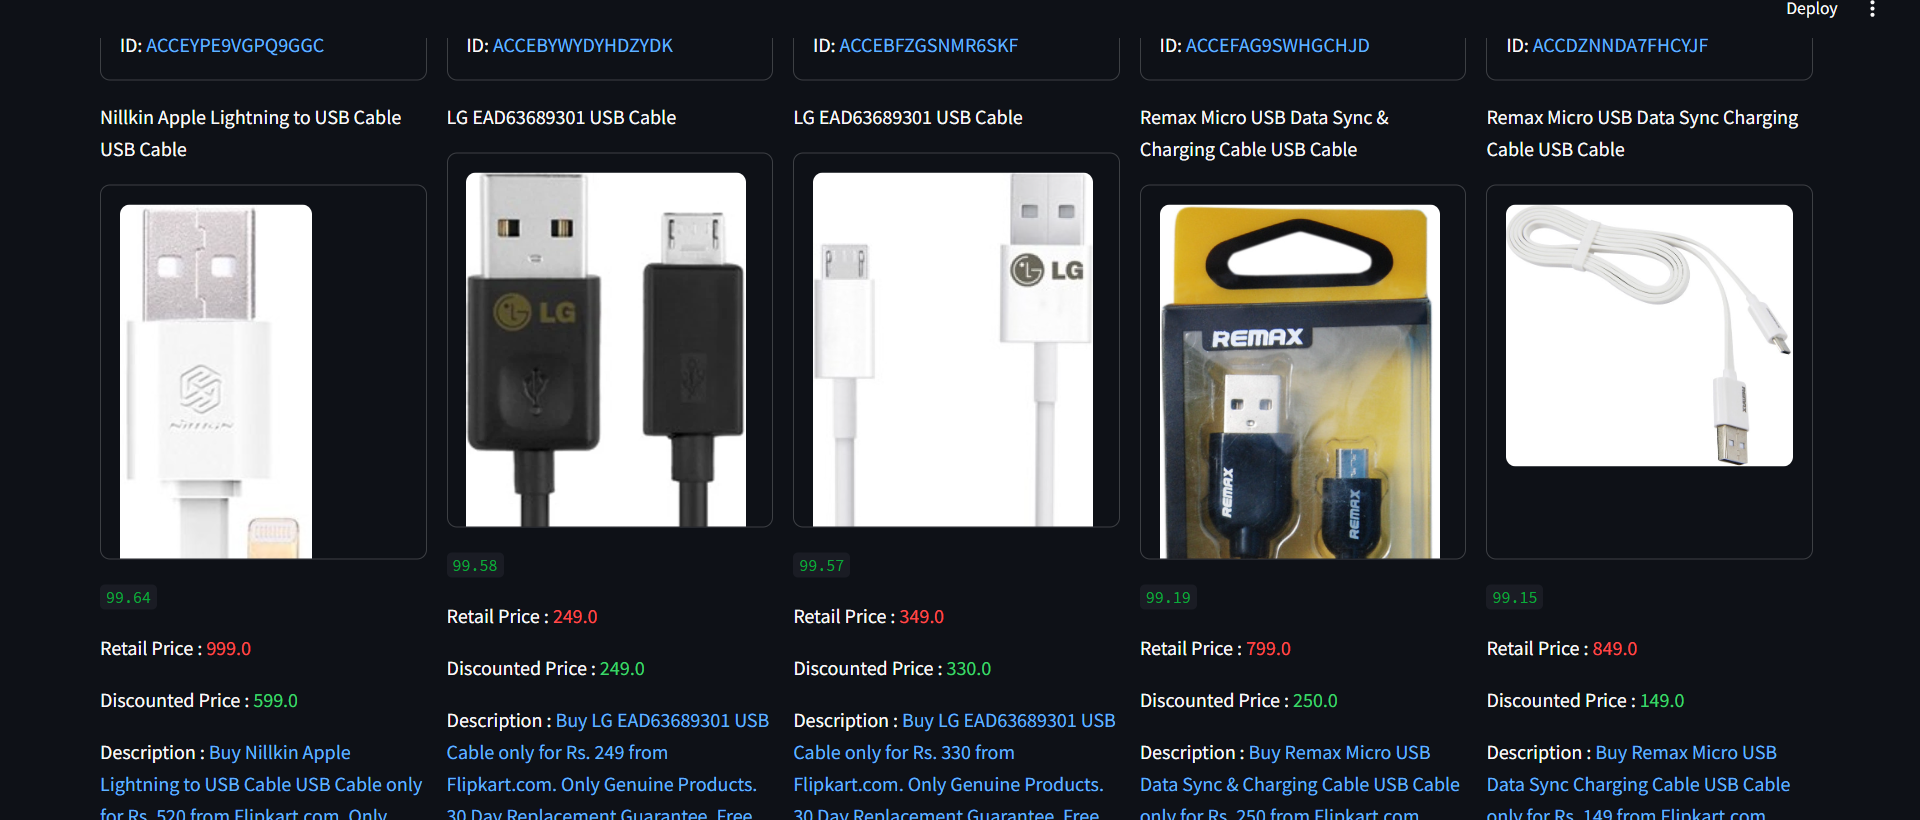 Deploy
ID: ACCEYPE9VGPQ9GGC
ID: ACCEBYWYDYHDZYDK
ID: ACCEBFZGSNMR6SKF
ID: ACCEFAG9SWHGCHJD
ID: ACCDZNNDA7FHCYJF
Nillkin Apple Lightning to USB Cable
USB Cable
NILLKIN
99.64
Retail Price : 999.0
Discounted Price : 599.0
Description : Buy Nillkin Apple
Lightning to USB Cable USB Cable only
for Rs. 520 from Flipkart.com. Only
LG EAD63689301 USB Cable
LG
99.58
Retail Price : 249.0
Discounted Price : 249.0
Description : Buy LG EAD63689301 USB
Cable only for Rs. 249 from
Flipkart.com. Only Genuine Products.
30 Day Replacement Guarantee. Free
LG EAD63689301 USB Cable
LG
99.57
Retail Price : 349.0
Discounted Price : 330.0
Description : Buy LG EAD63689301 USB
Cable only for Rs. 330 from
Flipkart.com. Only Genuine Products.
30 Day Replacement Guarantee. Free
Remax Micro USB Data Sync &
Charging Cable USB Cable
REMAX
REMAX
REMAX
99.19
Retail Price : 799.0
Discounted Price : 250.0
Description : Buy Remax Micro USB
Data Sync & Charging Cable USB Cable
only for Rs. 250 from Flipkart.com.
Remax Micro USB Data Sync Charging
Cable USB Cable
99.15
Retail Price : 849.0
Discounted Price : 149.0
Description : Buy Remax Micro USB
Data Sync Charging Cable USB Cable
only for Rs. 149 from Flipkart.com.